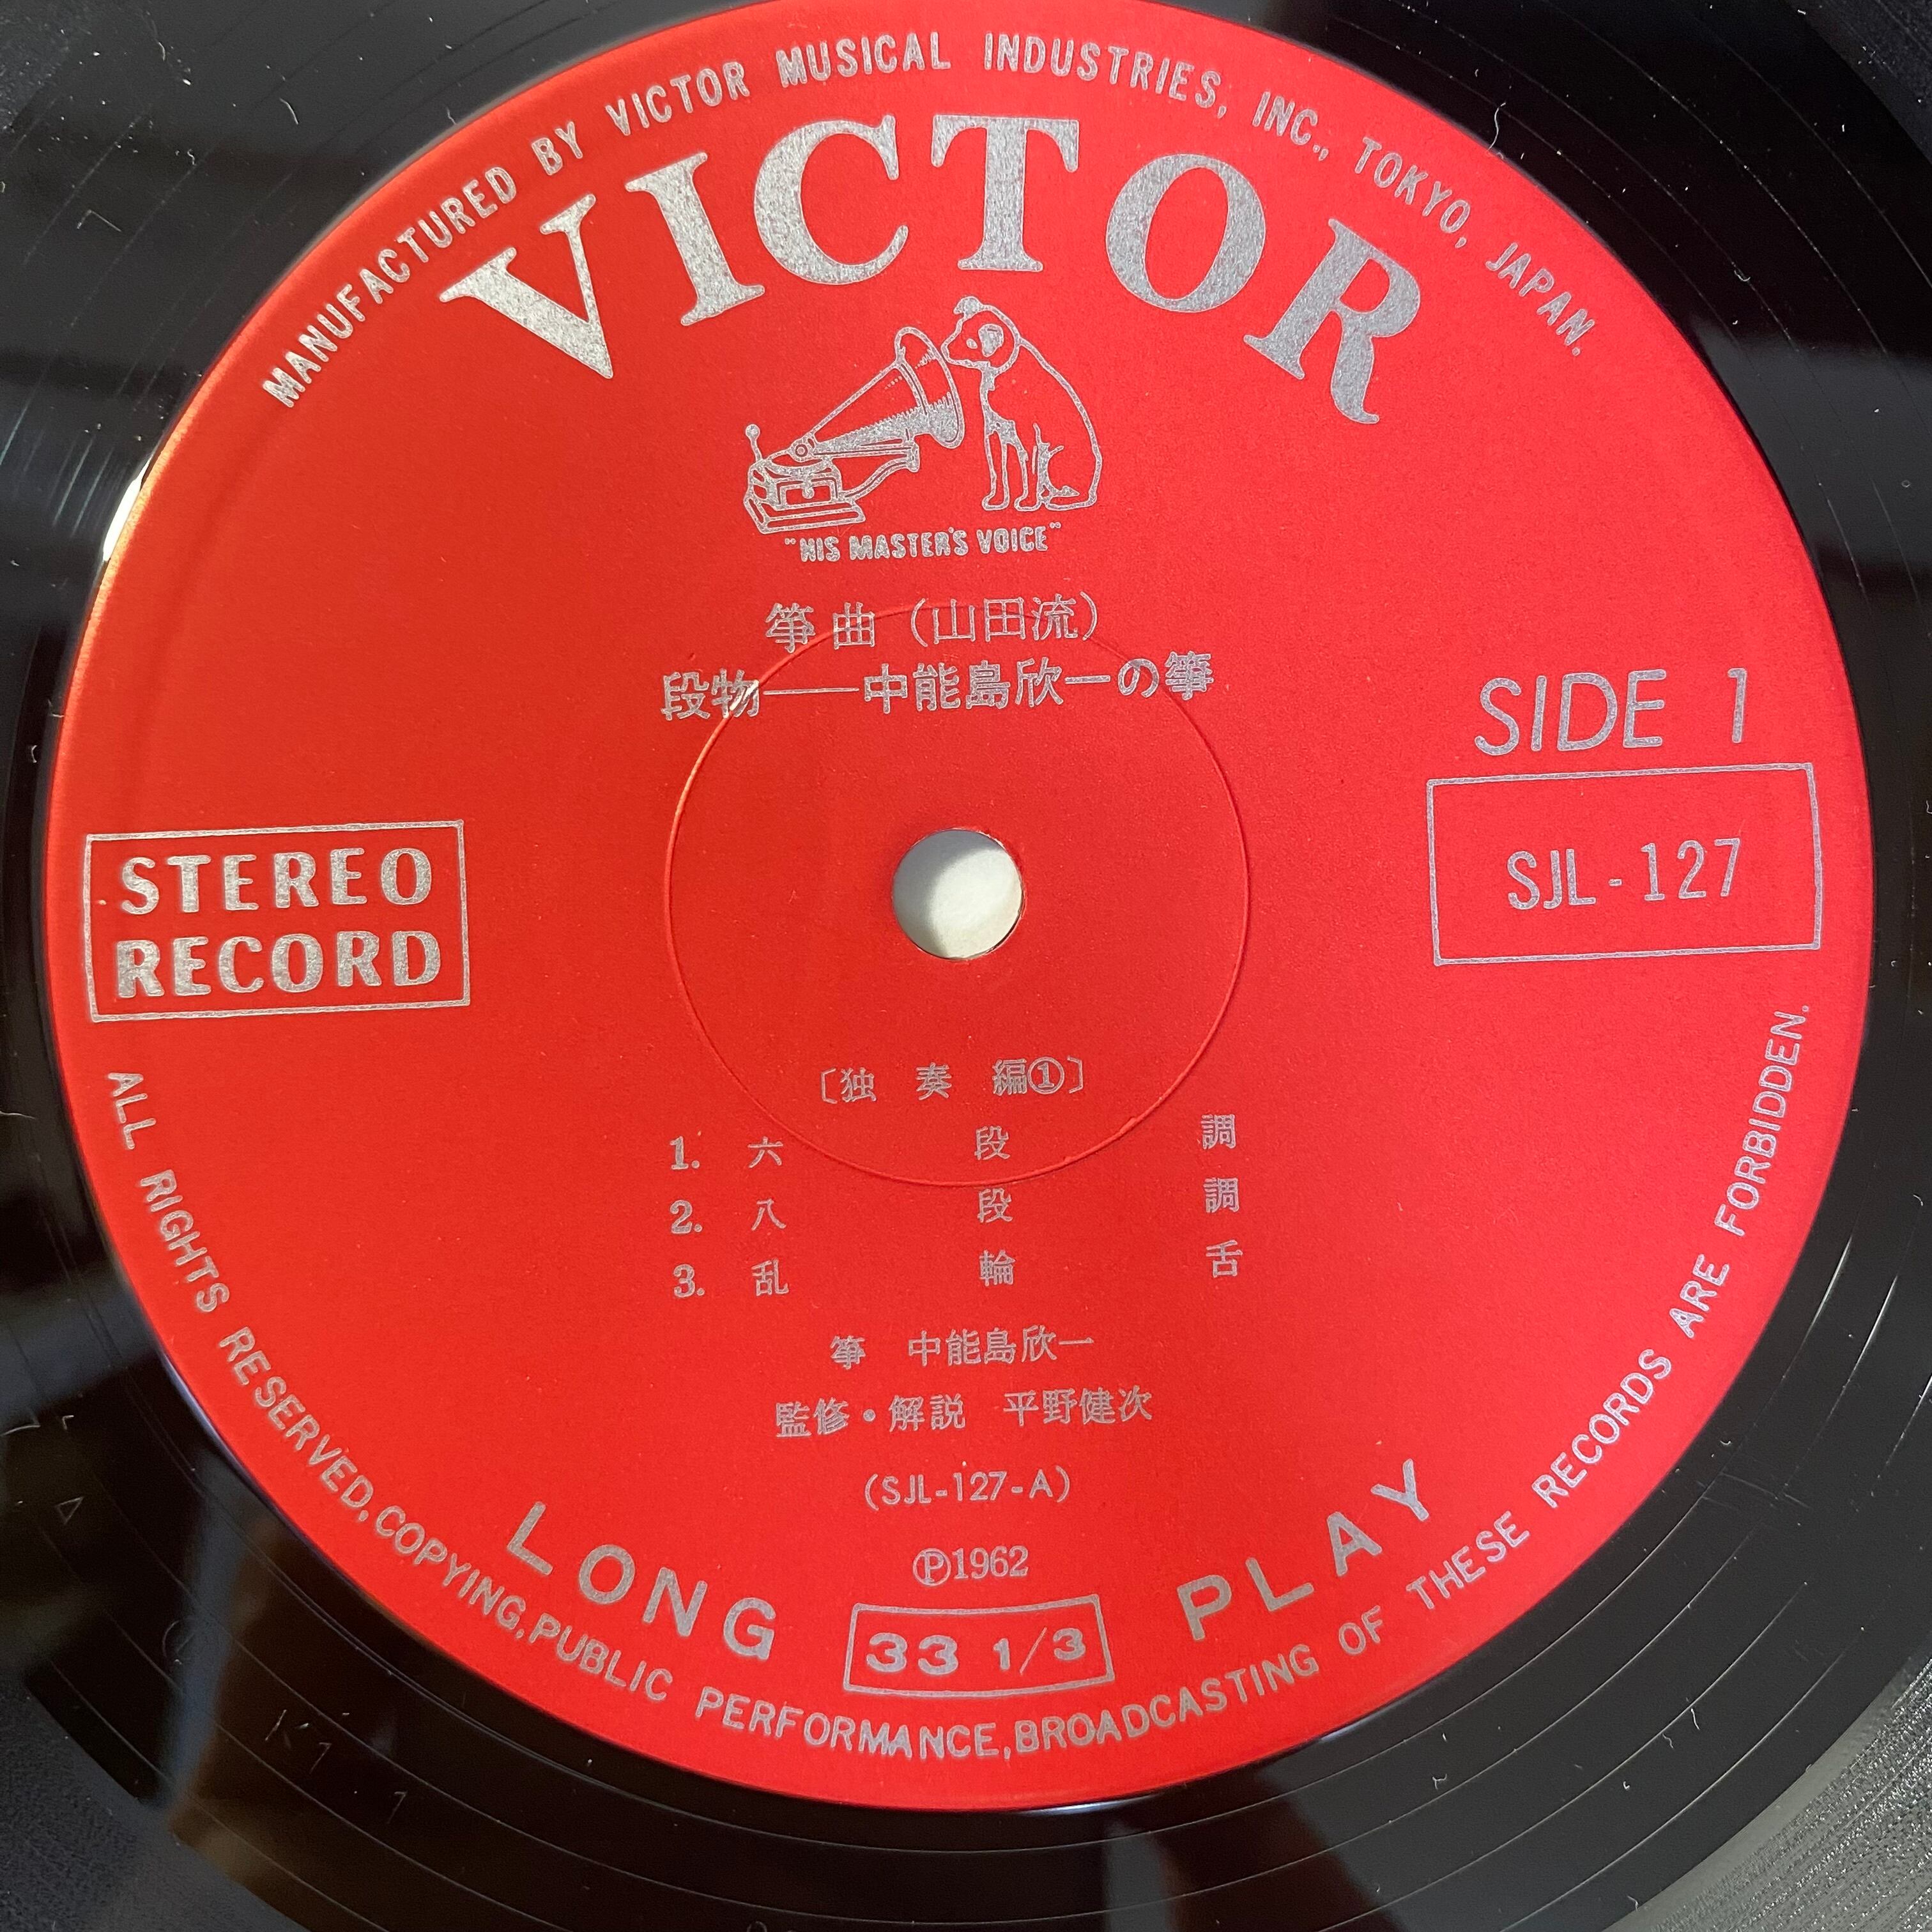 MANUFACTURED BY VICTOR MUSICAL INDUSTRIES, INC., TOKYO, JAPAN.
VICTOR
"HIS MASTER'S VOICE"
箏曲（山田流）
段物──中能島欣一の箏
SIDE 1
STEREO
RECORD
SJL-127
〔独奏編①〕
1. 六段調
2. 八段調
3. 乱輪舌
箏　中能島欣一
監修・解説　平野健次
(SJL-127-A)
Ⓟ1962
LONG 33 1/3 PLAY
ALL RIGHTS RESERVED,COPYING,PUBLIC PERFORMANCE,BROADCASTING OF THESE RECORDS ARE FORBIDDEN.